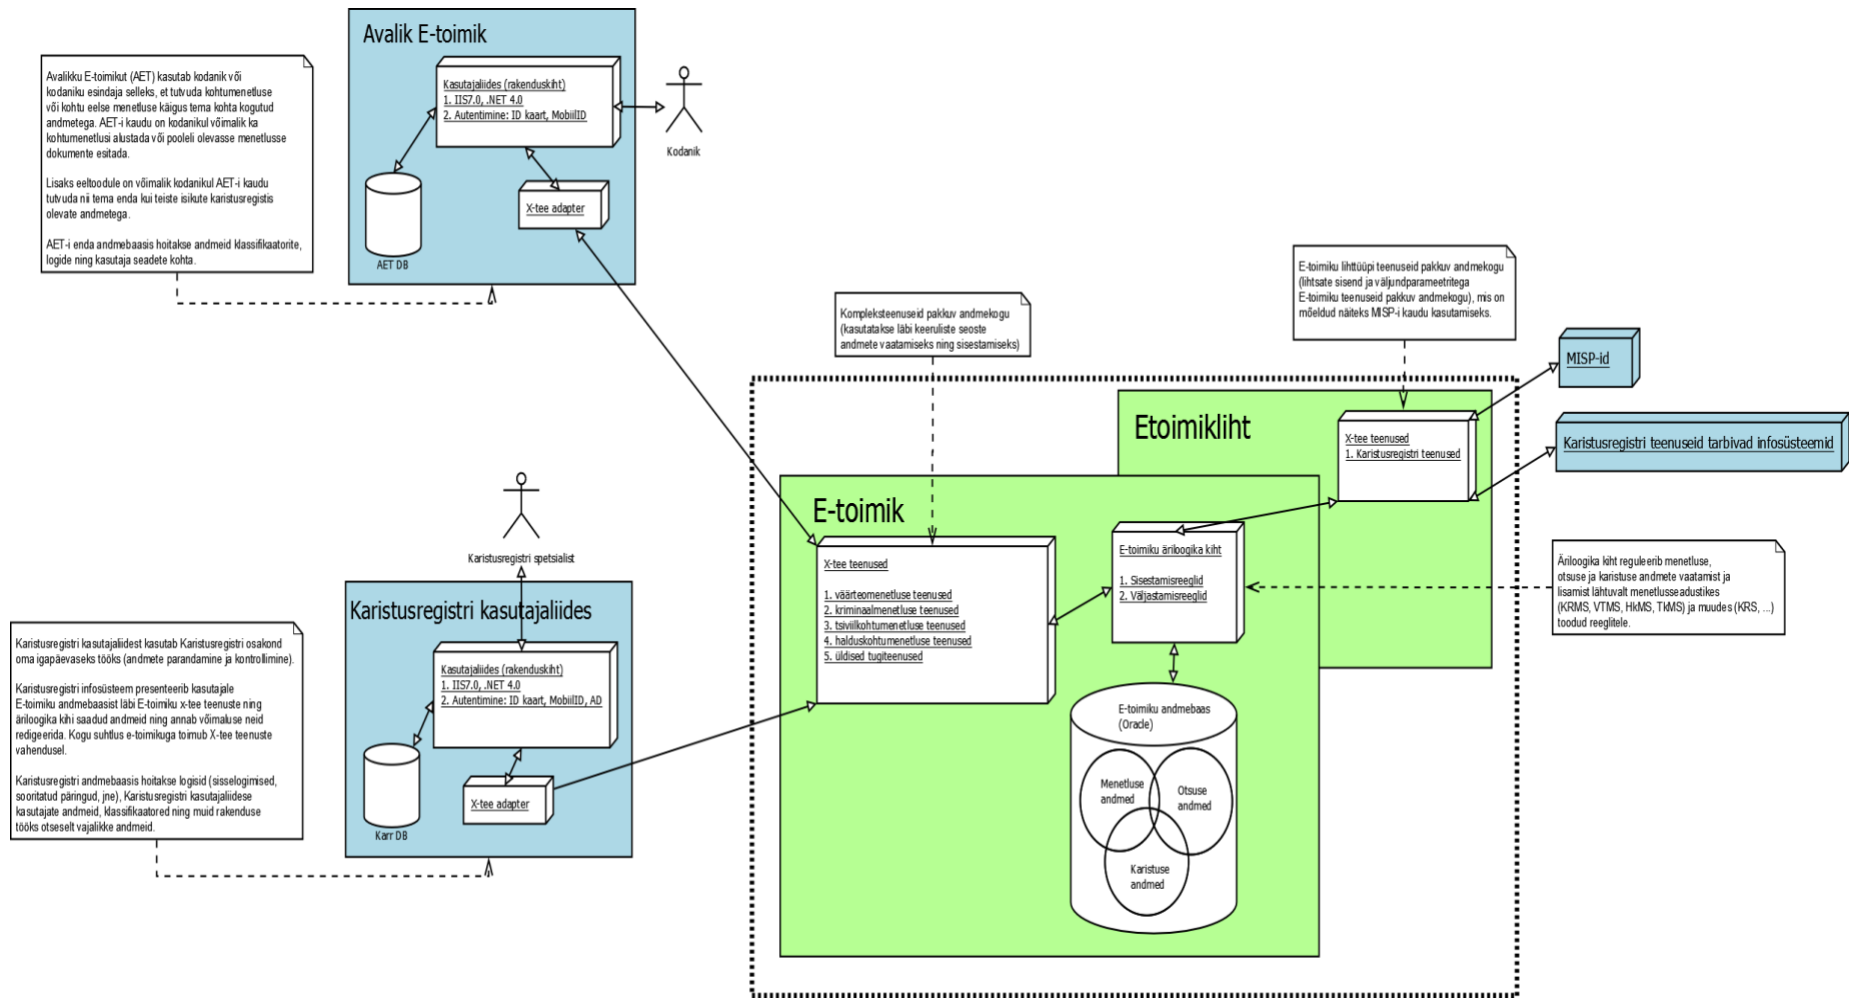 Avalik E-toimik
Avalikku E-toimikut (AET) kasutab kodanik või
kodaniku esindaja selleks, et tutvuda kohtumenetluse
või kohtu eelse menetluse käigus tema kohta kogutud
andmetega. AET-i kaudu on kodanikul võimalik ka
kohtumenetlusi alustada või pooleli olevasse menetlusse
dokumente esitada.
Lisaks eeltoodule on võimalik kodanikul AET-i kaudu
tutvuda nii tema enda kui teiste isikute karistusregistis
olevate andmetega.
AET-i enda andmebaasis hoitakse andmeid klassifikaatorite,
logide ning kasutaja seadete kohta.
Kasutajaliides (rakenduskiht)
1. IIS7.0, .NET 4.0
2. Autentimine: ID kaart, MobiilID
Kodanik
X-tee adapter
AET DB
Kompleksteenuseid pakkuv andmekogu
(kasutatakse läbi keeruliste seoste
andmete vaatamiseks ning sisestamiseks)
E-toimiku lihttüüpi teenuseid pakkuv andmekogu
(lihtsate sisend ja väljundparameetritega
E-toimiku teenuseid pakkuv andmekogu), mis on
mõeldud näiteks MISP-i kaudu kasutamiseks.
MISP-id
Karistusregistri teenuseid tarbivad infosüsteemid
Etoimikliht
X-tee teenused
1. Karistusregistri teenused
E-toimik
X-tee teenused
1. väärteomenetluse teenused
2. kriminaalmenetluse teenused
3. tsiviilkohtumenetluse teenused
4. halduskohtumenetluse teenused
5. üldised tugiteenused
E-toimiku äriloogika kiht
1. Sisestamisreeglid
2. Väljastamisreeglid
Äriloogika kiht reguleerib menetluse,
otsuse ja karistuse andmete vaatamist ja
lisamist lähtuvalt menetlusseadustikes
(KRMS, VTMS, HkMS, TkMS) ja muudes (KRS, ...)
toodud reeglitele.
E-toimiku andmebaas
(Oracle)
Menetluse
andmed
Otsuse
andmed
Karistuse
andmed
Karistusregistri spetsialist
Karistusregistri kasutajaliides
Kasutajaliides (rakenduskiht)
1. IIS7.0, .NET 4.0
2. Autentimine: ID kaart, MobiilID, AD
X-tee adapter
Karr DB
Karistusregistri kasutajaliidest kasutab Karistusregistri osakond
oma igapäevaseks tööks (andmete parandamine ja kontrollimine).
Karistusregistri infosüsteem presenteerib kasutajale
E-toimiku andmebaasist läbi E-toimiku x-tee teenuste ning
äriloogika kihi saadud andmeid ning annab võimaluse neid
redigeerida. Kogu suhtlus e-toimikuga toimub X-tee teenuste
vahendusel.
Karistusregistri andmebaasis hoitakse logisid (sisselogimised,
sooritatud päringud, jne), Karistusregistri kasutajaliidese
kasutajate andmeid, klassifikaatored ning muid rakenduse
tööks otseselt vajalikke andmeid.